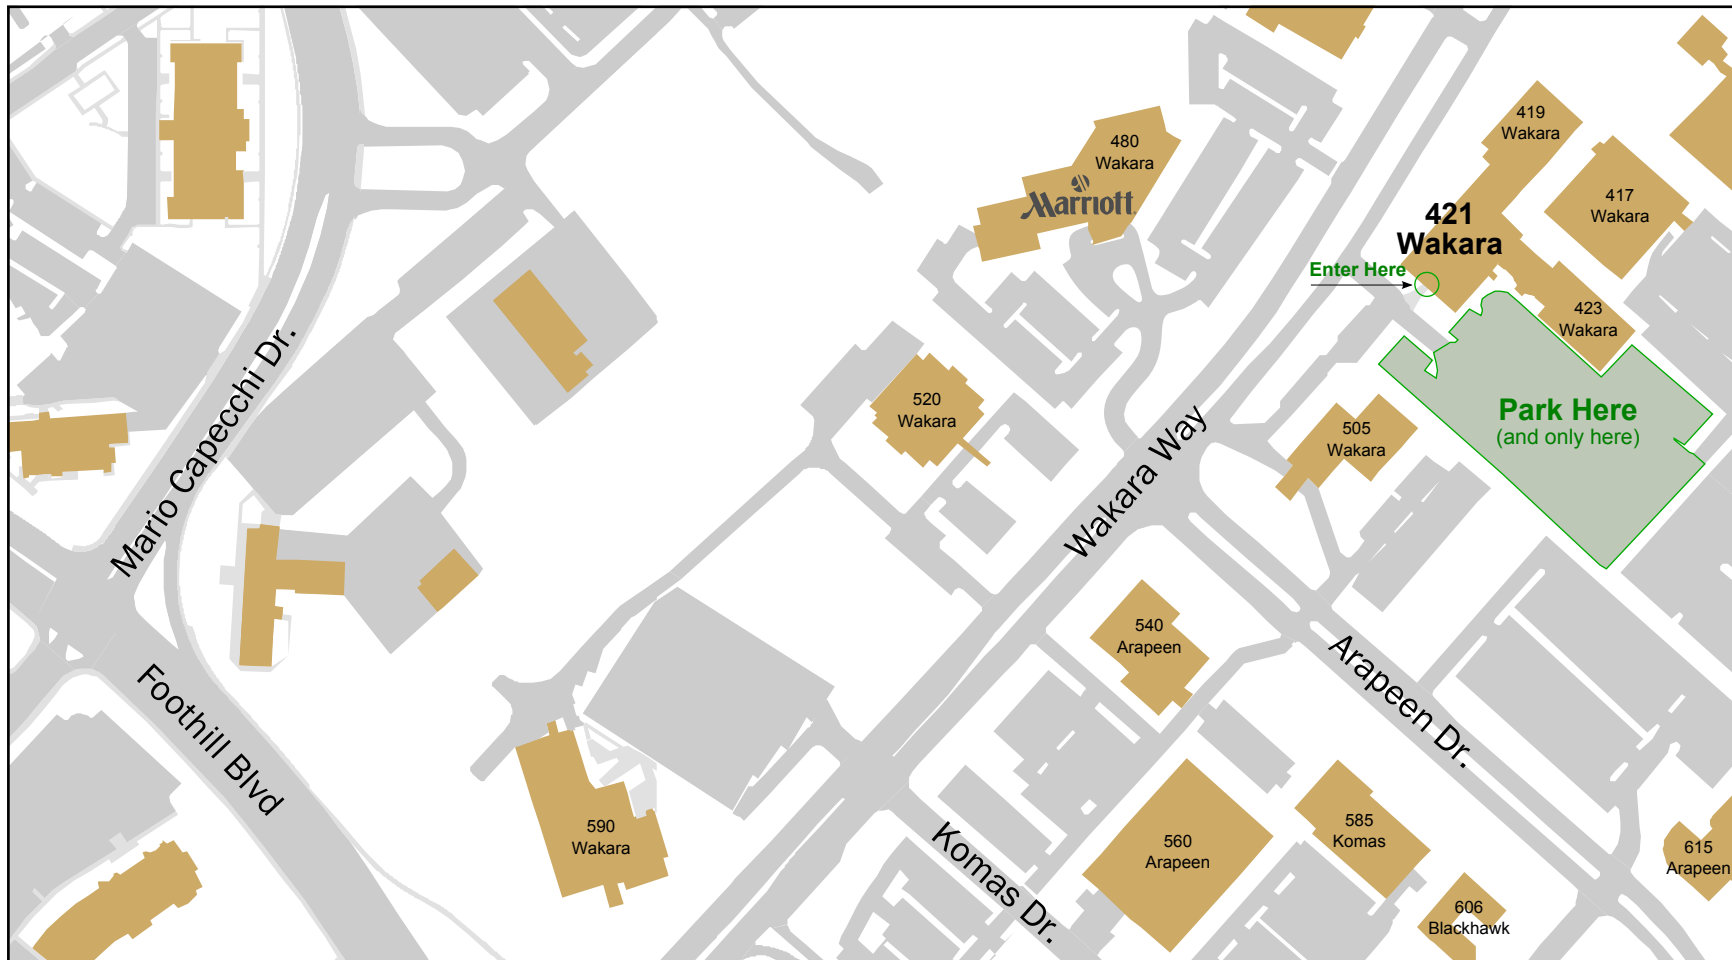 419
Wakara
480
Wakara
Marriott
417
Wakara
421
Wakara
Enter Here
423
Wakara
Park Here
(and only here)
520
Wakara
505
Wakara
Mario Capecchi Dr.
Wakara Way
540
Arapeen
Arapeen Dr.
Foothill Blvd
590
Wakara
560
Arapeen
585
Komas
615
Arapeen
Komas Dr.
606
Blackhawk